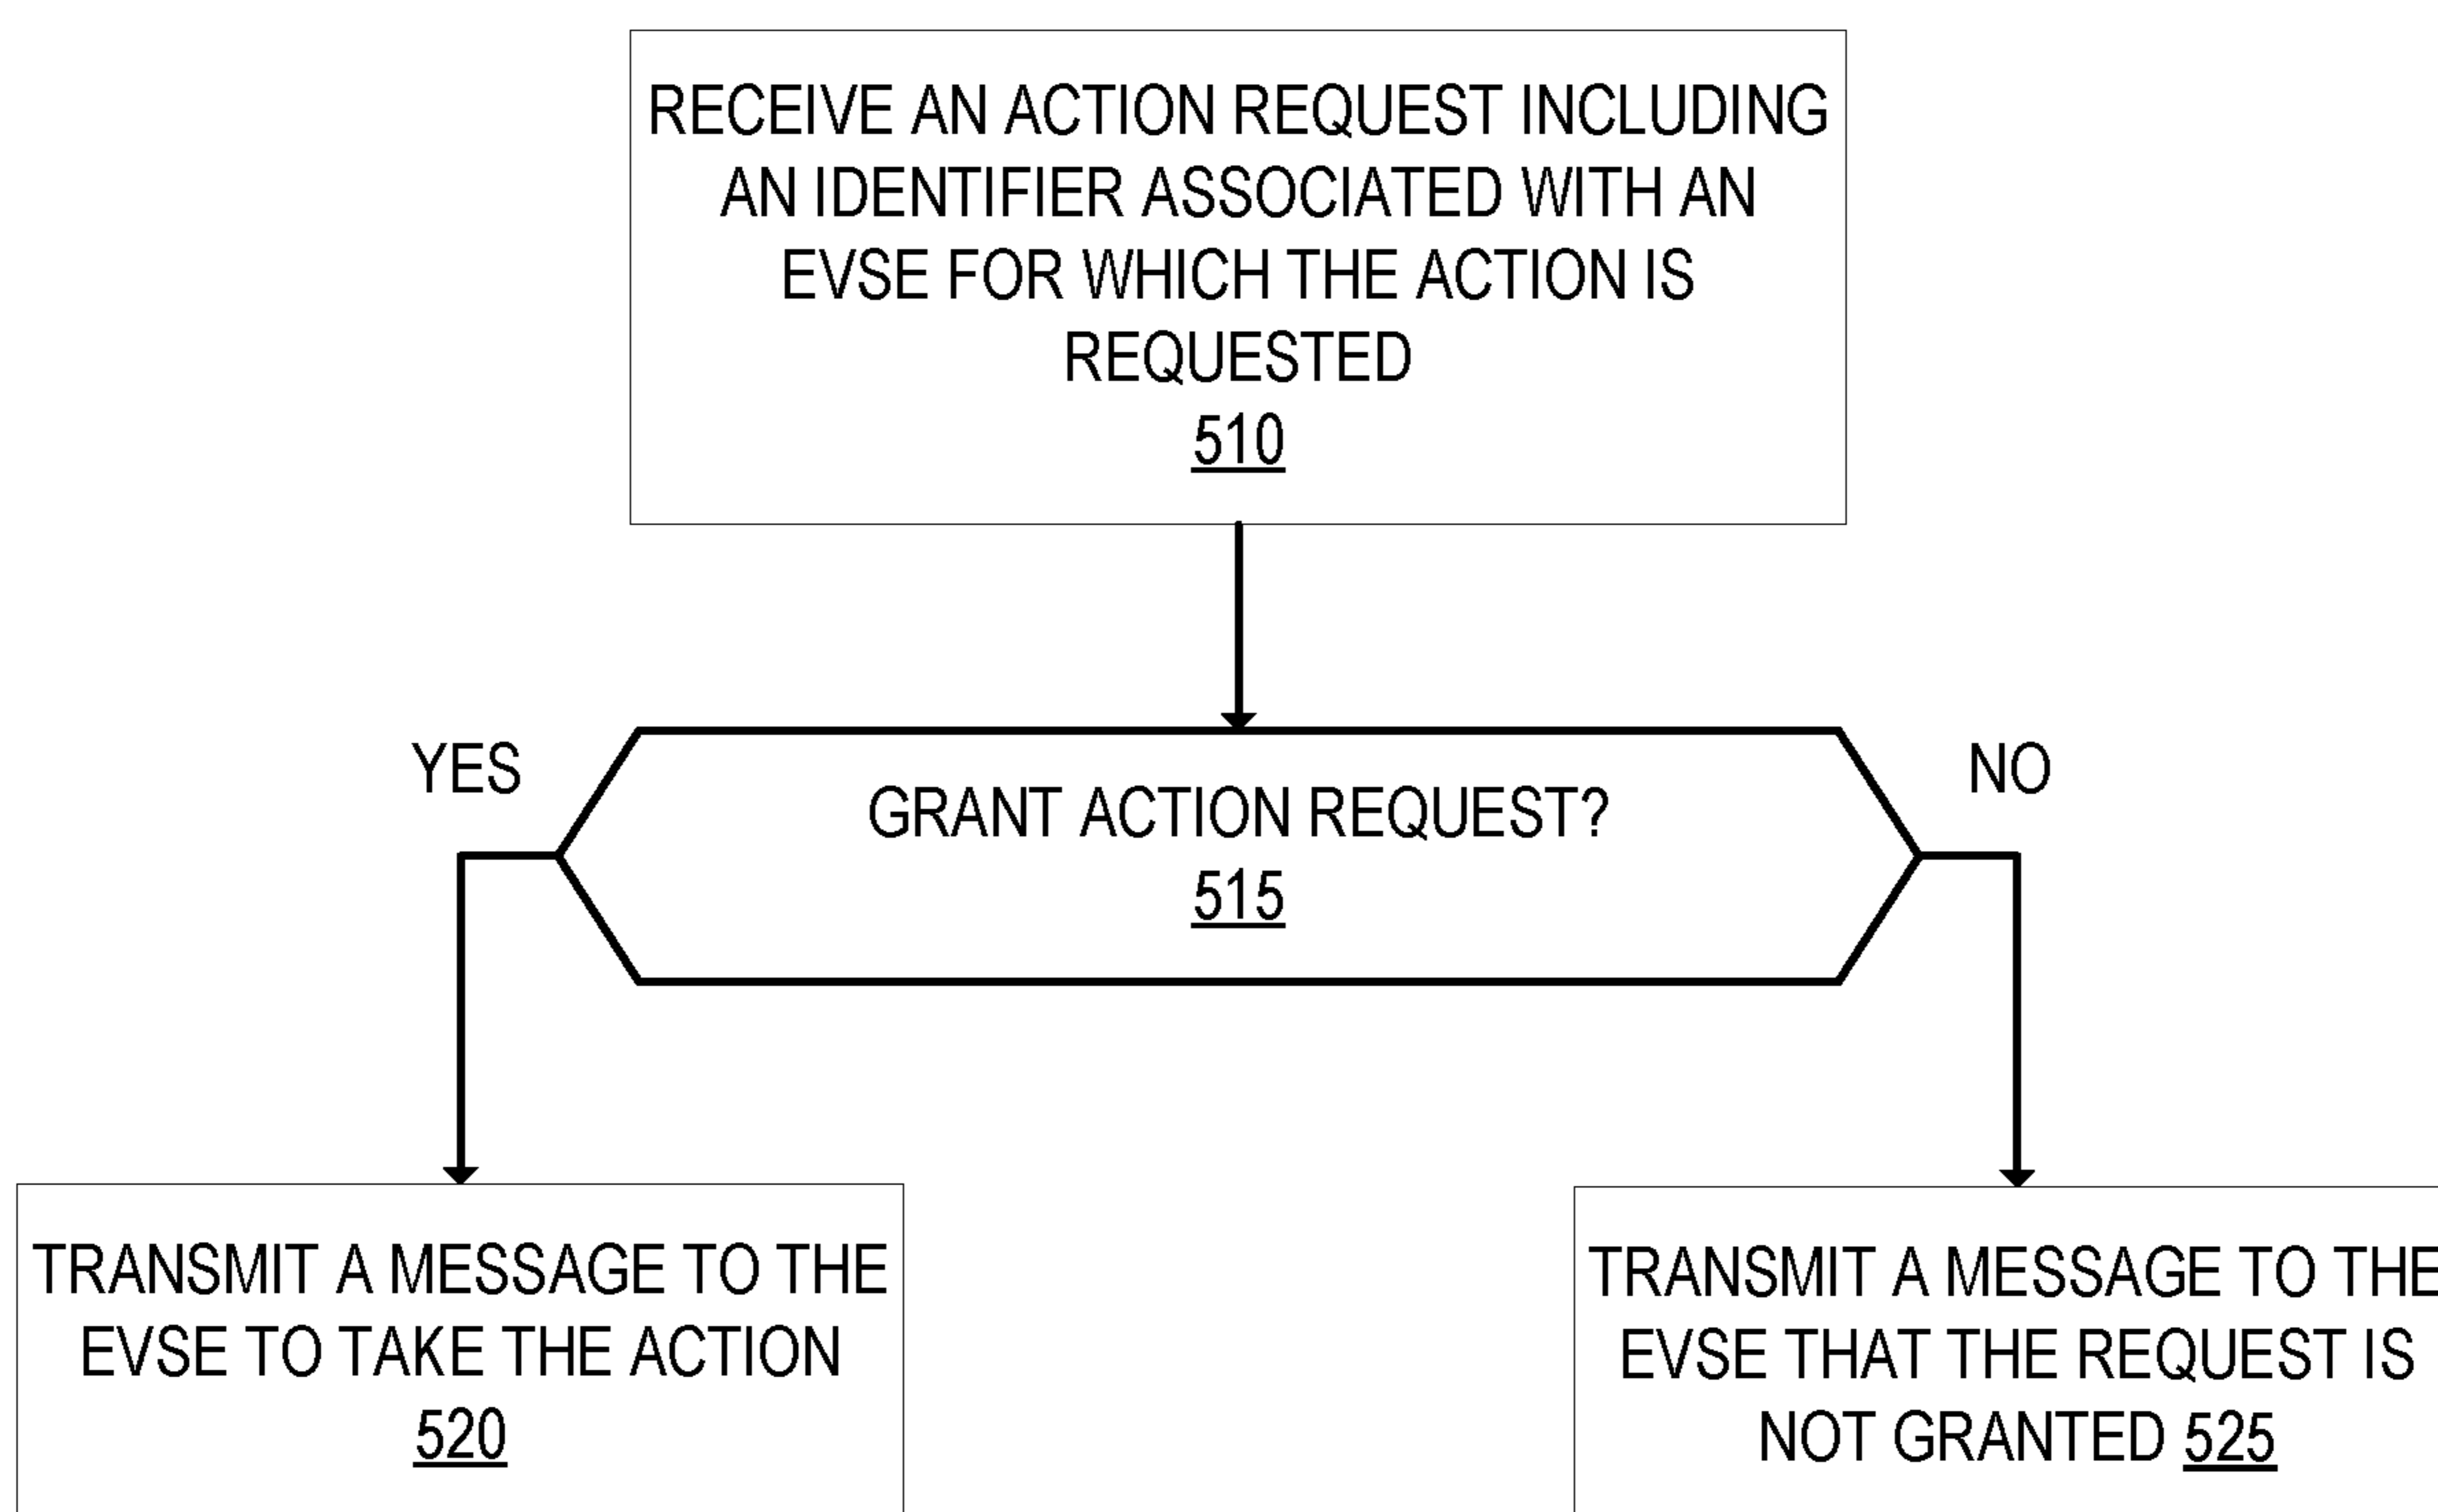 RECEIVE AN ACTION REQUEST INCLUDING
AN IDENTIFIER ASSOCIATED WITH AN
EVSE FOR WHICH THE ACTION IS
REQUESTED
510
YES
NO
GRANT ACTION REQUEST?
515
TRANSMIT A MESSAGE TO THE
EVSE TO TAKE THE ACTION
520
TRANSMIT A MESSAGE TO THE
EVSE THAT THE REQUEST IS
NOT GRANTED 525